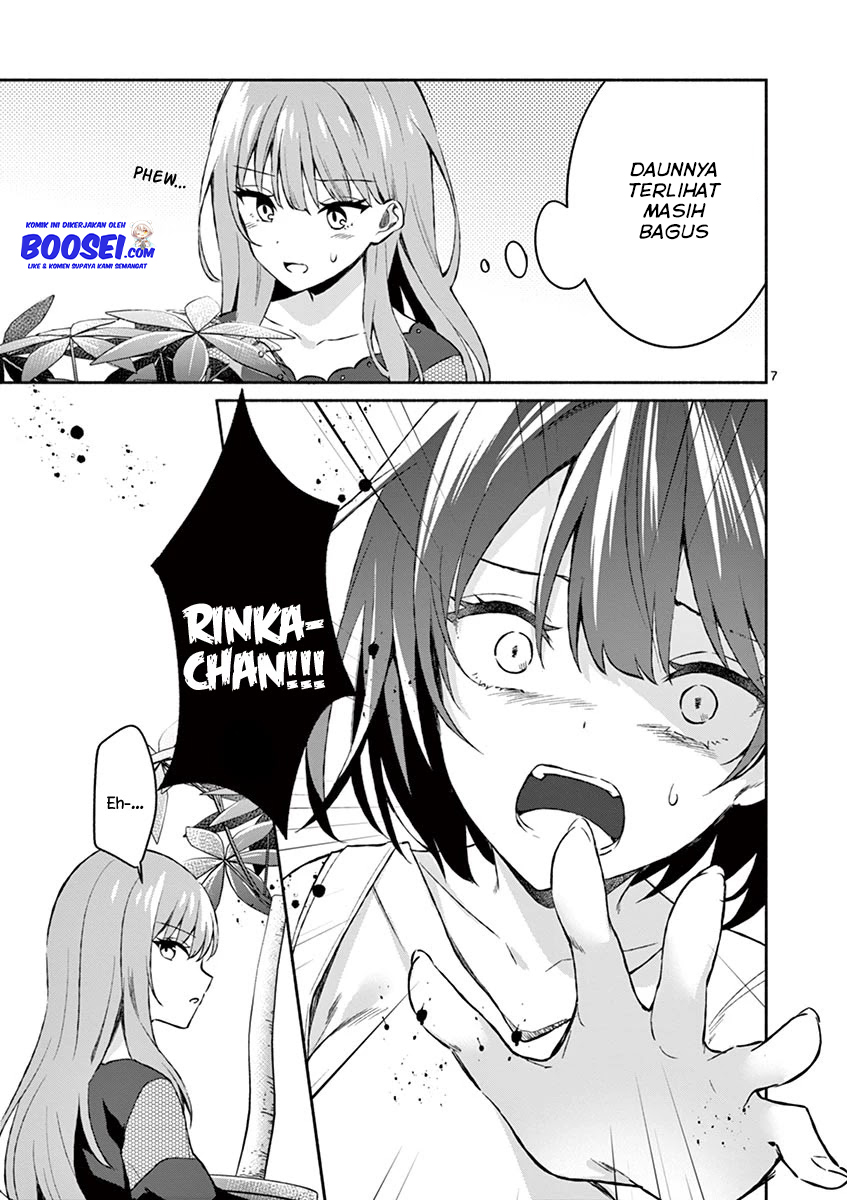 DAUNNYA
TERLIHAT
MASIH
BAGUS
PHEW...
KOMIK INI DIKERJAKAN OLEH
BOOSEI.COM
LIKE & KOMEN SUPAYA KAMI SEMANGAT
7
RINKA-
CHAN!!!
Eh-...